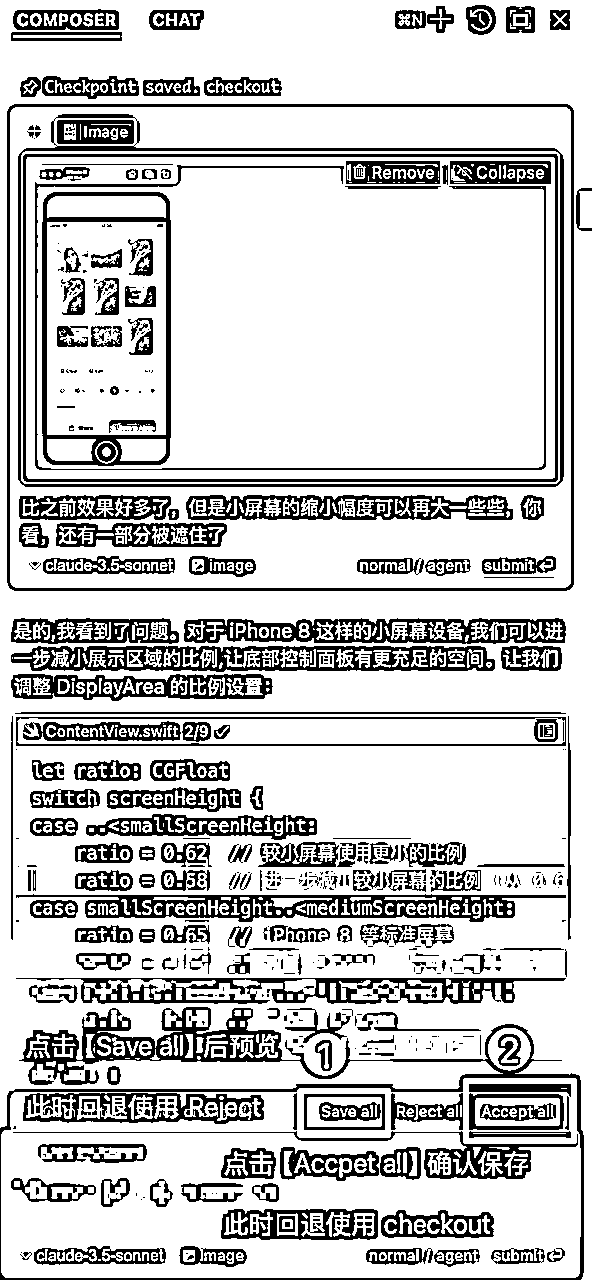 COMPOSER CHAT ⌘N
Checkpoint saved. checkout
Image
Remove Collapse
比之前效果好多了，但是小屏幕的缩小幅度可以再大一些些，你
看，还有一部分被遮住了
claude-3.5-sonnet image normal // agent submit
是的,我看到了问题。对于 iPhone 8 这样的小屏幕设备,我们可以进
一步减小展示区域的比例,让底部控制面板有更充足的空间。让我们
调整 DisplayArea 的比例设置:
ContentView.swift 2/9 ✓
let ratio: CGFloat
switch screenHeight {
case ..<smallScreenHeight:
ratio = 0.62 // 较小屏幕使用更小的比例
ratio = 0.58 // 进一步减小较小屏幕的比例
case smallScreenHeight..<mediumScreenHeight:
ratio = 0.65 // iPhone 8 等标准屏幕
点击【Save all】后预览 1 2
此时回退使用 Reject Save all Reject all Accept all
点击【Accpet all】确认保存
此时回退使用 checkout
claude-3.5-sonnet image normal // agent submit